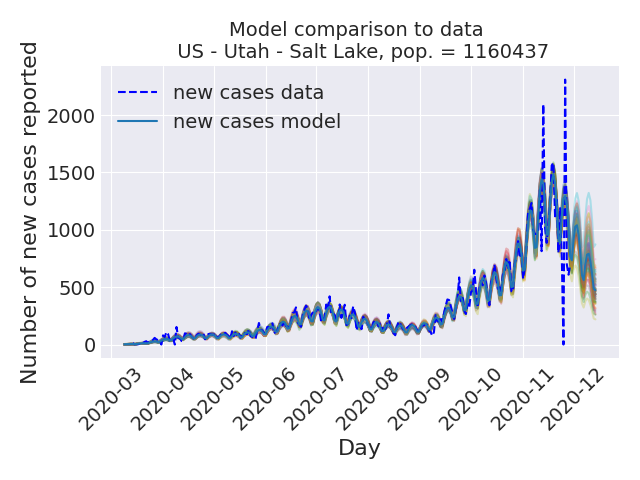 Model comparison to data
US - Utah - Salt Lake, pop. = 1160437
Number of new cases reported
new cases data
new cases model
2000
1500
1000
500
0
2020-03
2020-04
2020-05
2020-06
2020-07
2020-08
2020-09
2020-10
2020-11
2020-12
Day